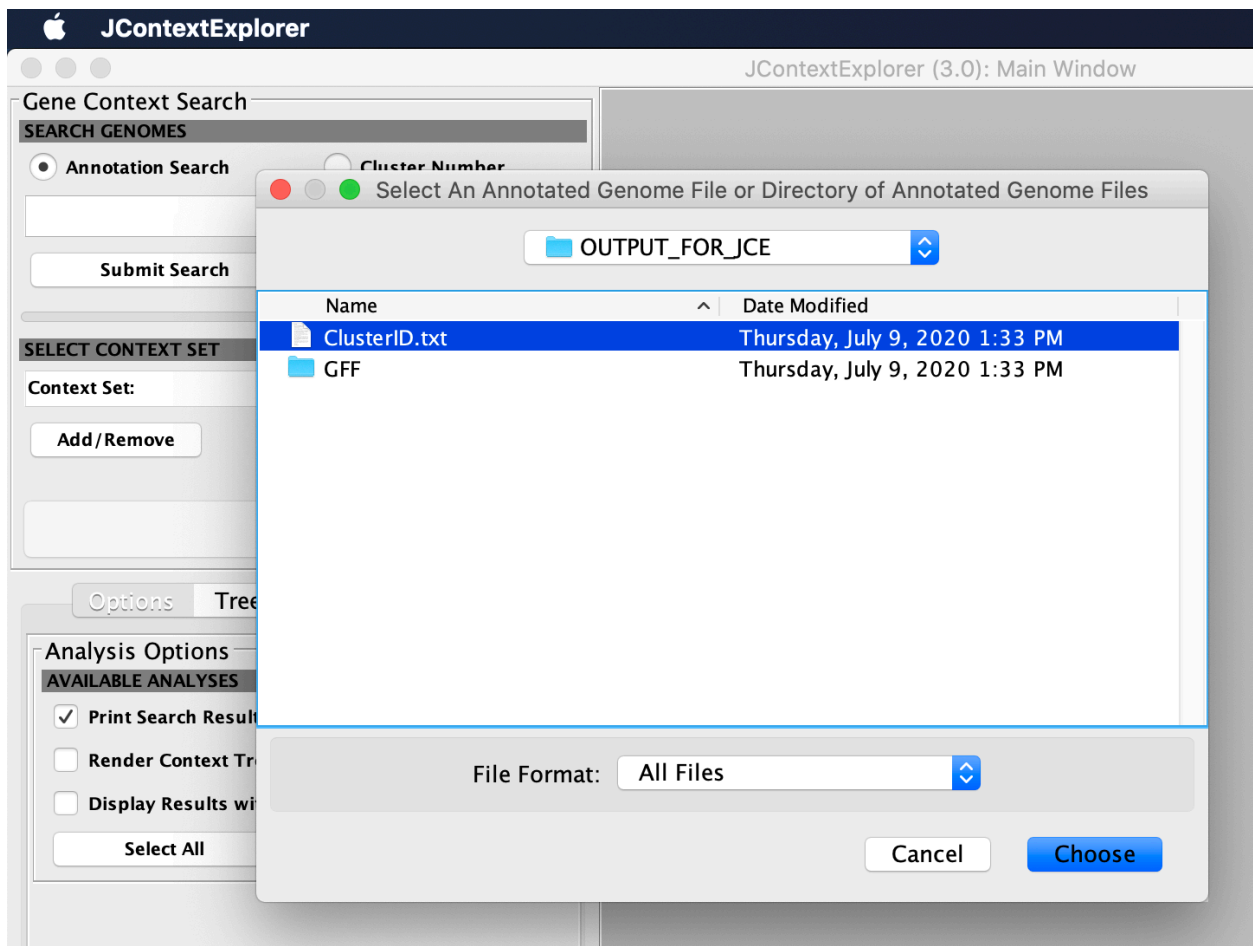 JContextExplorer
JContextExplorer (3.0): Main Window
Gene Context Search
SEARCH GENOMES
Annotation Search
Cluster Number
Select An Annotated Genome File or Directory of Annotated Genome Files
OUTPUT_FOR_JCE
Submit Search
Name Date Modified
ClusterID.txt Thursday, July 9, 2020 1:33 PM
GFF Thursday, July 9, 2020 1:33 PM
SELECT CONTEXT SET
Context Set:
Add/Remove
Options Tree
Analysis Options
AVAILABLE ANALYSES
Print Search Result
Render Context Tr
Display Results wi
Select All
File Format: All Files
Cancel Choose